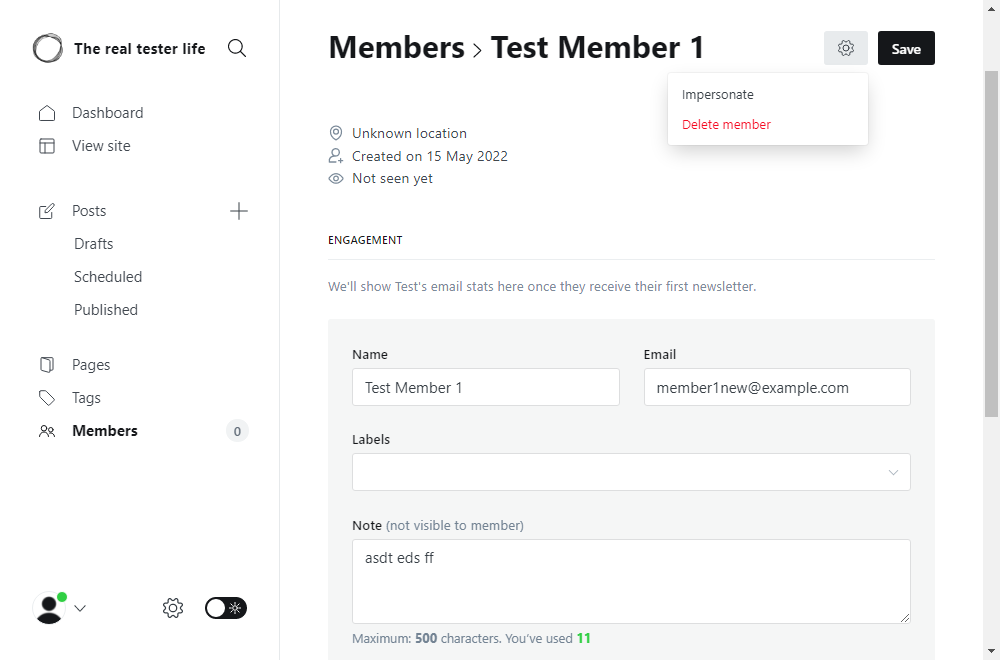 The real tester life
Dashboard
View site
Posts
Drafts
Scheduled
Published
Pages
Tags
Members
0
Members > Test Member 1
Save
Impersonate
Delete member
Unknown location
Created on 15 May 2022
Not seen yet
ENGAGEMENT
We'll show Test's email stats here once they receive their first newsletter.
Name
Email
Test Member 1
member1new@example.com
Labels
Note (not visible to member)
asdt eds ff
Maximum: 500 characters. You've used 11